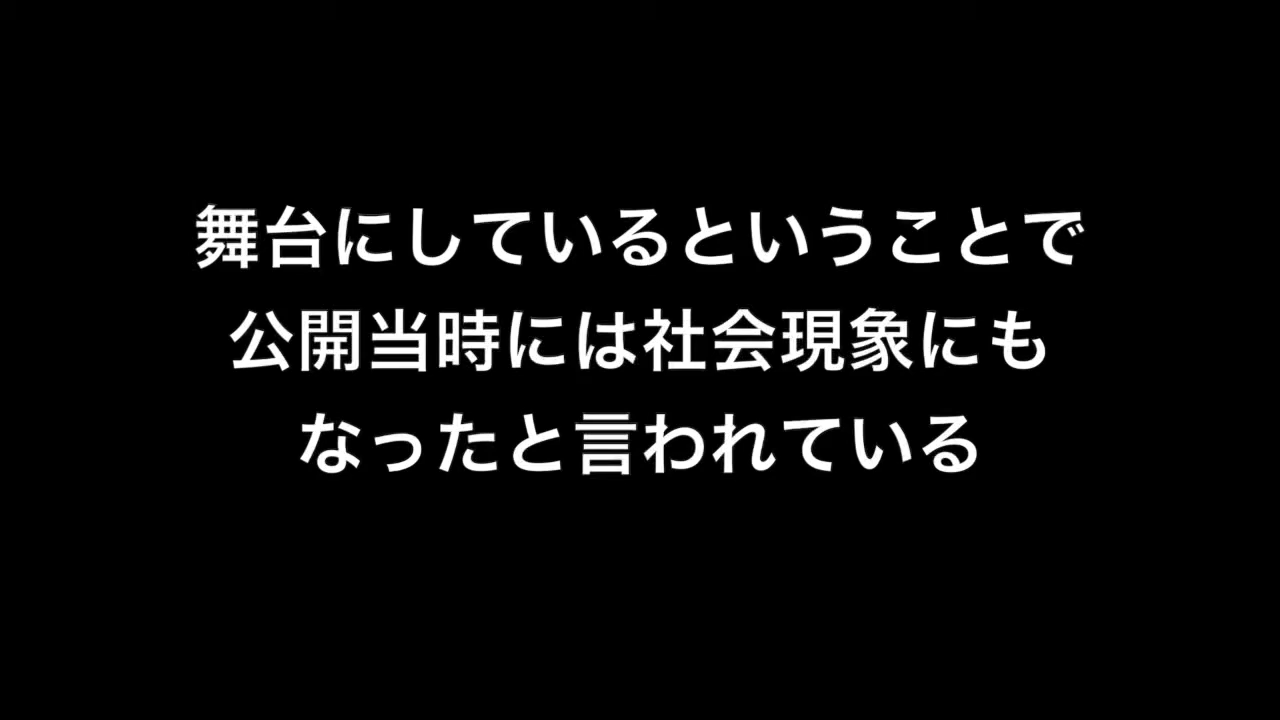 舞台にしているということで
公開当時には社会現象にも
なったと言われている